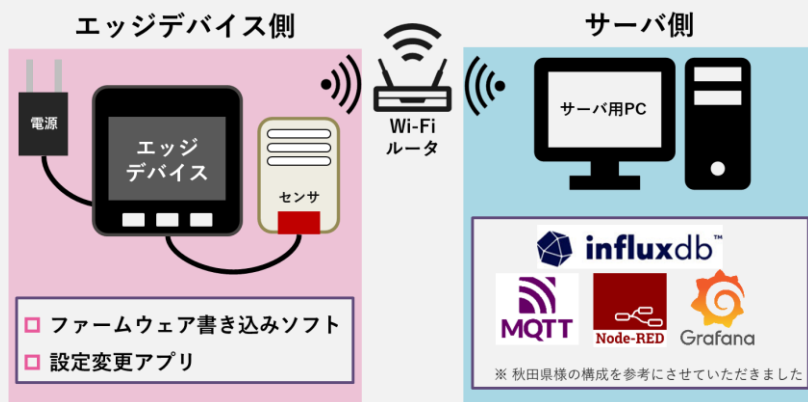 エッジデバイス側
サーバ側
電源
エッジ
デバイス
センサ
Wi-Fi
ルータ
サーバ用PC
□ ファームウェア書き込みソフト
□ 設定変更アプリ
influxdb™
MQTT
Node-RED
Grafana
※ 秋田県様の構成を参考にさせていただきました